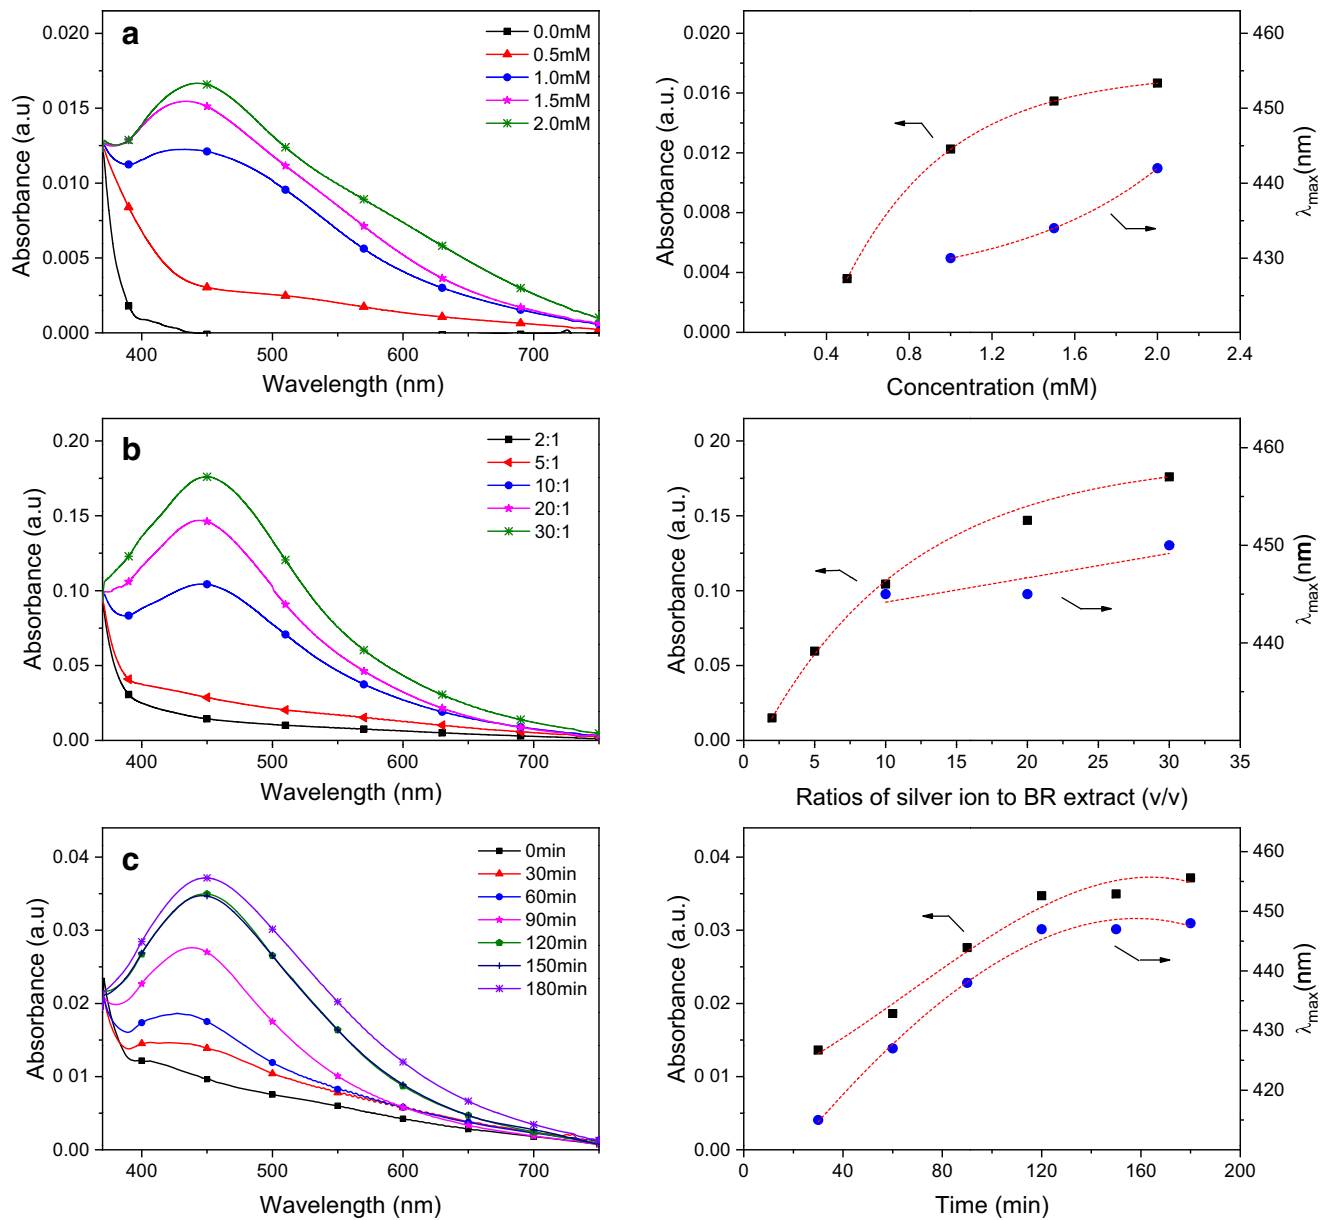 a
0.0mM
0.5mM
1.0mM
1.5mM
2.0mM
0.020
0.015
0.010
0.005
0.000
Absorbance (a.u)
400 500 600 700
Wavelength (nm)
0.020
0.016
0.012
0.008
0.004
0.000
Absorbance (a.u.)
460
450
440
430
λmax(nm)
0.4 0.8 1.2 1.6 2.0 2.4
Concentration (mM)
b
2:1
5:1
10:1
20:1
30:1
0.20
0.15
0.10
0.05
0.00
Absorbance (a.u)
400 500 600 700
Wavelength (nm)
0.20
0.15
0.10
0.05
0.00
Absorbance (a.u.)
460
450
440
λmax(nm)
0 5 10 15 20 25 30 35
Ratios of silver ion to BR extract (v/v)
c
0min
30min
60min
90min
120min
150min
180min
0.04
0.03
0.02
0.01
0.00
Absorbance (a.u)
400 500 600 700
Wavelength (nm)
0.04
0.03
0.02
0.01
0.00
Absorbance (a.u.)
460
450
440
430
420
λmax(nm)
0 40 80 120 160 200
Time (min)